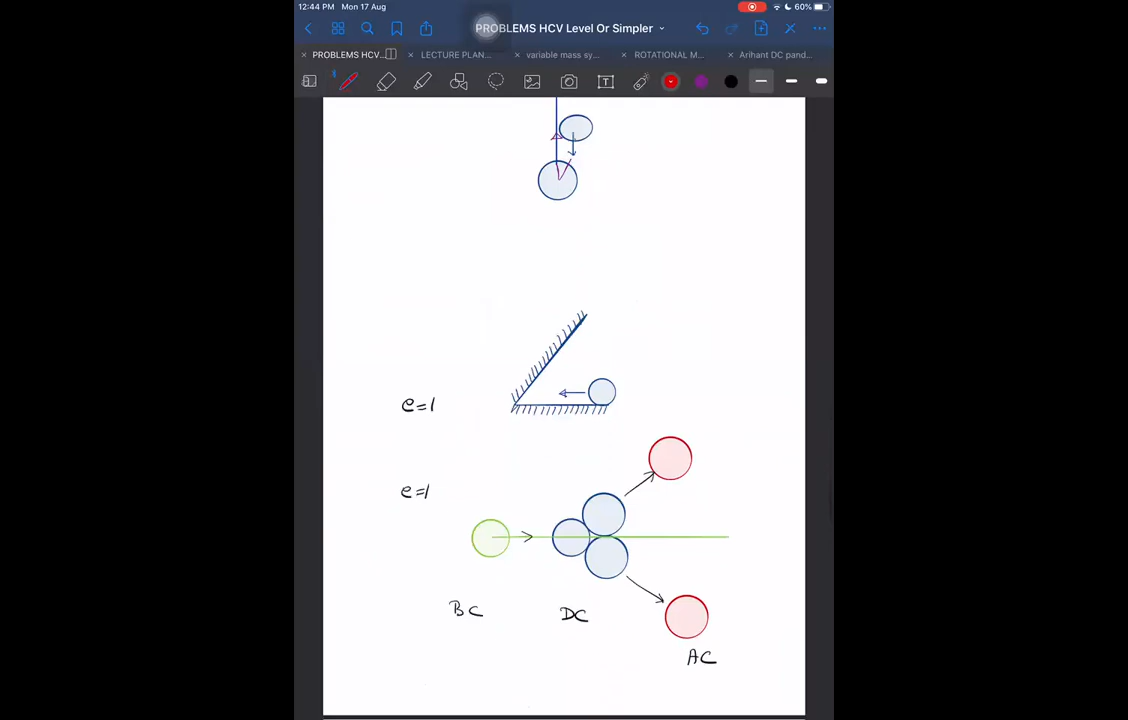 12:44 PM Mon 17 Aug 60%
PROBLEMS HCV Level Or Simpler
PROBLEMS HCV... LECTURE PLAN... variable mass sy... ROTATIONAL M... Arihant DC pand...
T
e=1
e=1
BC DC
AC